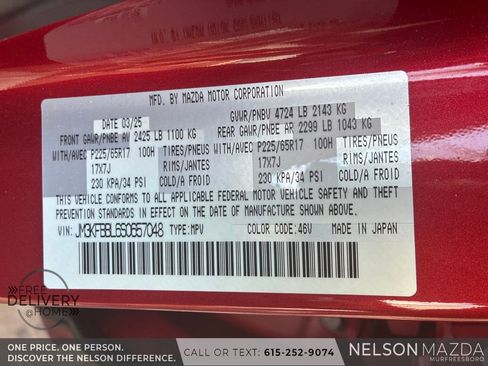 MFD. BY MAZDA MOTOR CORPORATION
DATE 03/25 GVWR/PNBV 4724 LB 2143 KG
FRONT GAWR/PNBE AV 2425 LB 1100 KG REAR GAWR/PNBE AR 2299 LB 1043 KG
WITH/AVEC P225/65R17 100H TIRES/PNEUS WITH/AVEC P225/65R17 100H TIRES/PNEUS
17X7J RIMS/JANTES 17X7J RIMS/JANTES
230 KPA/34 PSI COLD/A FROID 230 KPA/34 PSI COLD/A FROID
THIS VEHICLE CONFORMS TO ALL APPLICABLE FEDERAL MOTOR VEHICLE SAFETY AND
THEFT PREVENTION STANDARDS IN EFFECT ON THE DATE OF MANUFACTURE SHOWN ABOVE.
VIN: JM3KFBBL6S0657048 TYPE:MPV COLOR CODE:46V MADE IN JAPAN
FREE
DELIVERY
@HOME
ONE PRICE. ONE PERSON.
DISCOVER THE NELSON DIFFERENCE.
CALL OR TEXT: 615-252-9074
NELSON MAZDA
MURFREESBORO